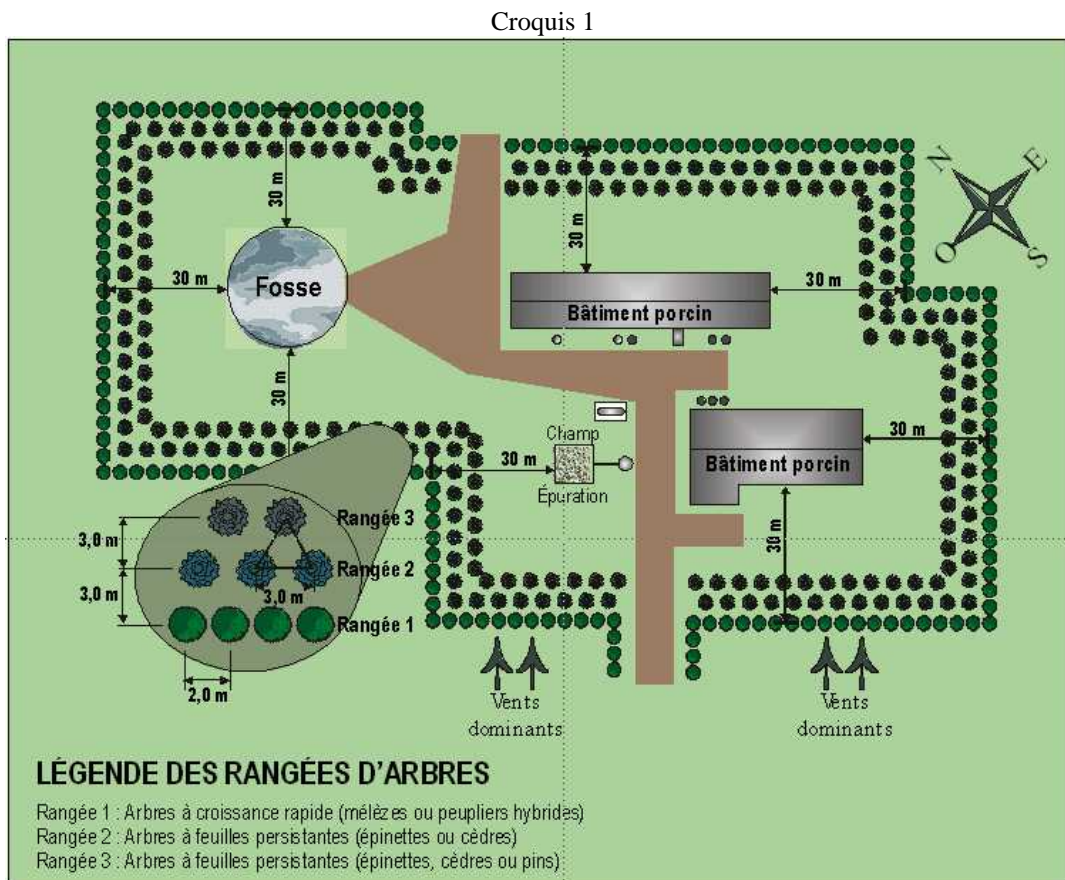 Croquis 1
N
E
O
S
30 m
30 m
30 m
Fosse
30 m
Bâtiment porcin
30 m
30 m
Champ
30 m
Épuration
Bâtiment porcin
30 m
30 m
Rangée 3
3,0 m
Rangée 2
3,0 m
3,0 m
Rangée 1
2,0 m
Vents
dominants
Vents
dominants
LÉGENDE DES RANGÉES D'ARBRES
Rangée 1 : Arbres à croissance rapide (mélèzes ou peupliers hybrides)
Rangée 2 : Arbres à feuilles persistantes (épinettes ou cèdres)
Rangée 3 : Arbres à feuilles persistantes (épinettes, cèdres ou pins)